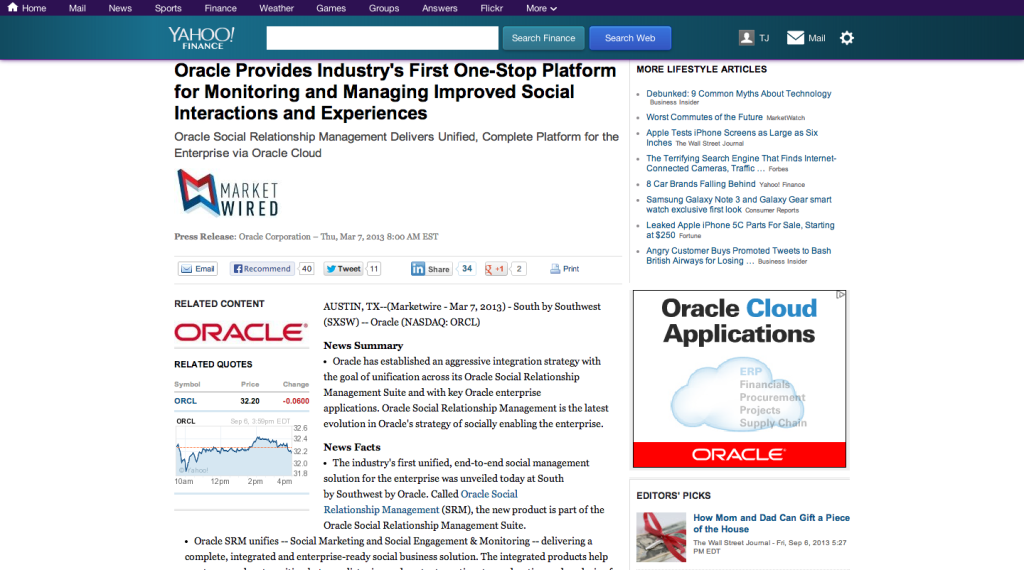 Home Mail News Sports Finance Weather Games Groups Answers Flickr More
YAHOO!
FINANCE
Search Finance
Search Web
TJ
Mail
Oracle Provides Industry's First One-Stop Platform
for Monitoring and Managing Improved Social
Interactions and Experiences
Oracle Social Relationship Management Delivers Unified, Complete Platform for the
Enterprise via Oracle Cloud
MARKET
WIRED
Press Release: Oracle Corporation – Thu, Mar 7, 2013 8:00 AM EST
Email Recommend 40 Tweet 11 Share 34 +1 2 Print
RELATED CONTENT
ORACLE
RELATED QUOTES
Symbol Price Change
ORCL 32.20 -0.0600
ORCL Sep 6, 3:59pm EDT
32.6
32.4
32.2
32.0
31.8
© Yahoo!
10am 12pm 2pm 4pm
AUSTIN, TX--(Marketwire - Mar 7, 2013) - South by Southwest
(SXSW) -- Oracle (NASDAQ: ORCL)
News Summary
• Oracle has established an aggressive integration strategy with
the goal of unification across its Oracle Social Relationship
Management Suite and with key Oracle enterprise
applications. Oracle Social Relationship Management is the latest
evolution in Oracle's strategy of socially enabling the enterprise.
News Facts
• The industry's first unified, end-to-end social management
solution for the enterprise was unveiled today at South
by Southwest by Oracle. Called Oracle Social
Relationship Management (SRM), the new product is part of the
Oracle Social Relationship Management Suite.
• Oracle SRM unifies -- Social Marketing and Social Engagement & Monitoring -- delivering a
complete, integrated and enterprise-ready social business solution. The integrated products help
MORE LIFESTYLE ARTICLES
Debunked: 9 Common Myths About Technology
Business Insider
Worst Commutes of the Future MarketWatch
Apple Tests iPhone Screens as Large as Six
Inches The Wall Street Journal
The Terrifying Search Engine That Finds Internet-
Connected Cameras, Traffic ... Forbes
8 Car Brands Falling Behind Yahoo! Finance
Samsung Galaxy Note 3 and Galaxy Gear smart
watch exclusive first look Consumer Reports
Leaked Apple iPhone 5C Parts For Sale, Starting
at $250 Fortune
Angry Customer Buys Promoted Tweets to Bash
British Airways for Losing ... Business Insider
Oracle Cloud
Applications
ERP
Financials
Procurement
Projects
Supply Chain
ORACLE
EDITORS' PICKS
How Mom and Dad Can Gift a Piece
of the House
The Wall Street Journal - Fri, Sep 6, 2013 5:27
PM EDT